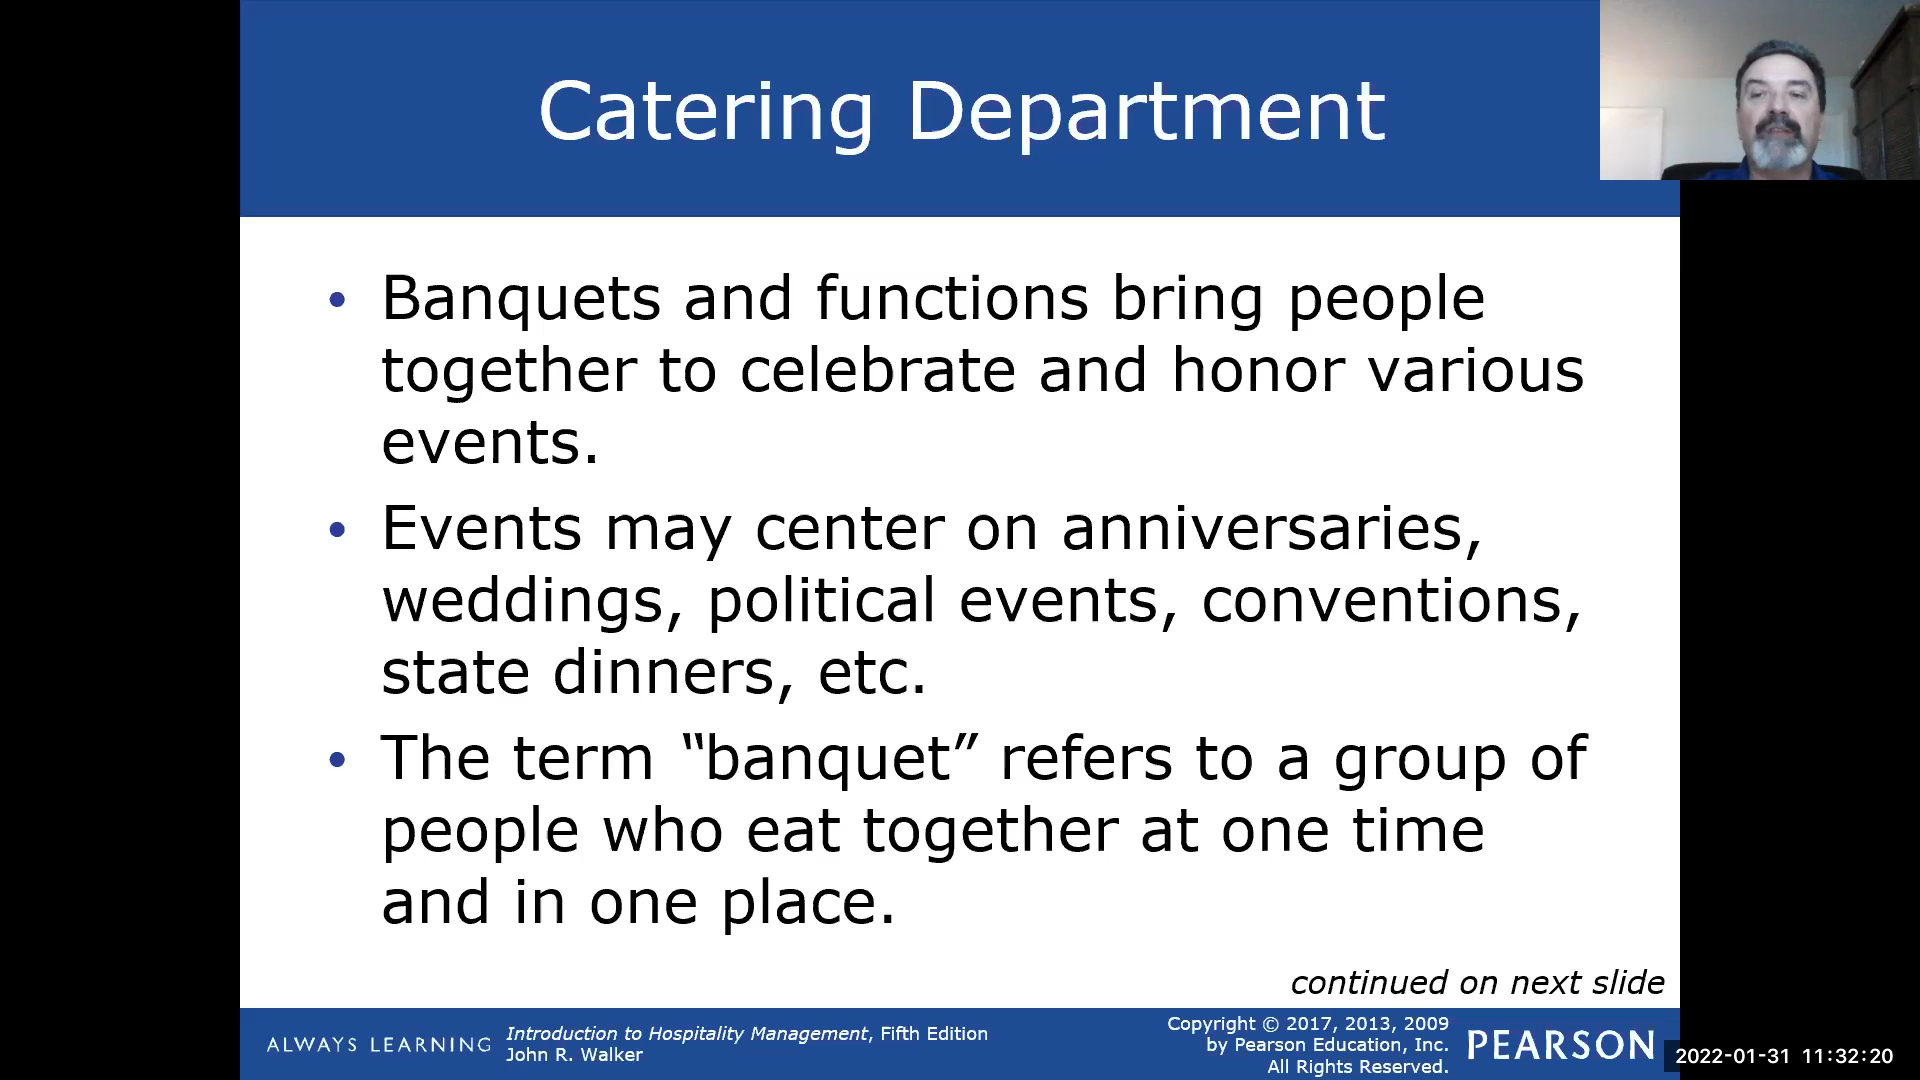 Catering Department
• Banquets and functions bring people
together to celebrate and honor various
events.
• Events may center on anniversaries,
weddings, political events, conventions,
state dinners, etc.
• The term “banquet” refers to a group of
people who eat together at one time
and in one place.
continued on next slide
ALWAYS LEARNING
Introduction to Hospitality Management, Fifth Edition
John R. Walker
Copyright © 2017, 2013, 2009
by Pearson Education, Inc.
All Rights Reserved.
PEARSON
2022-01-31 11:32:20